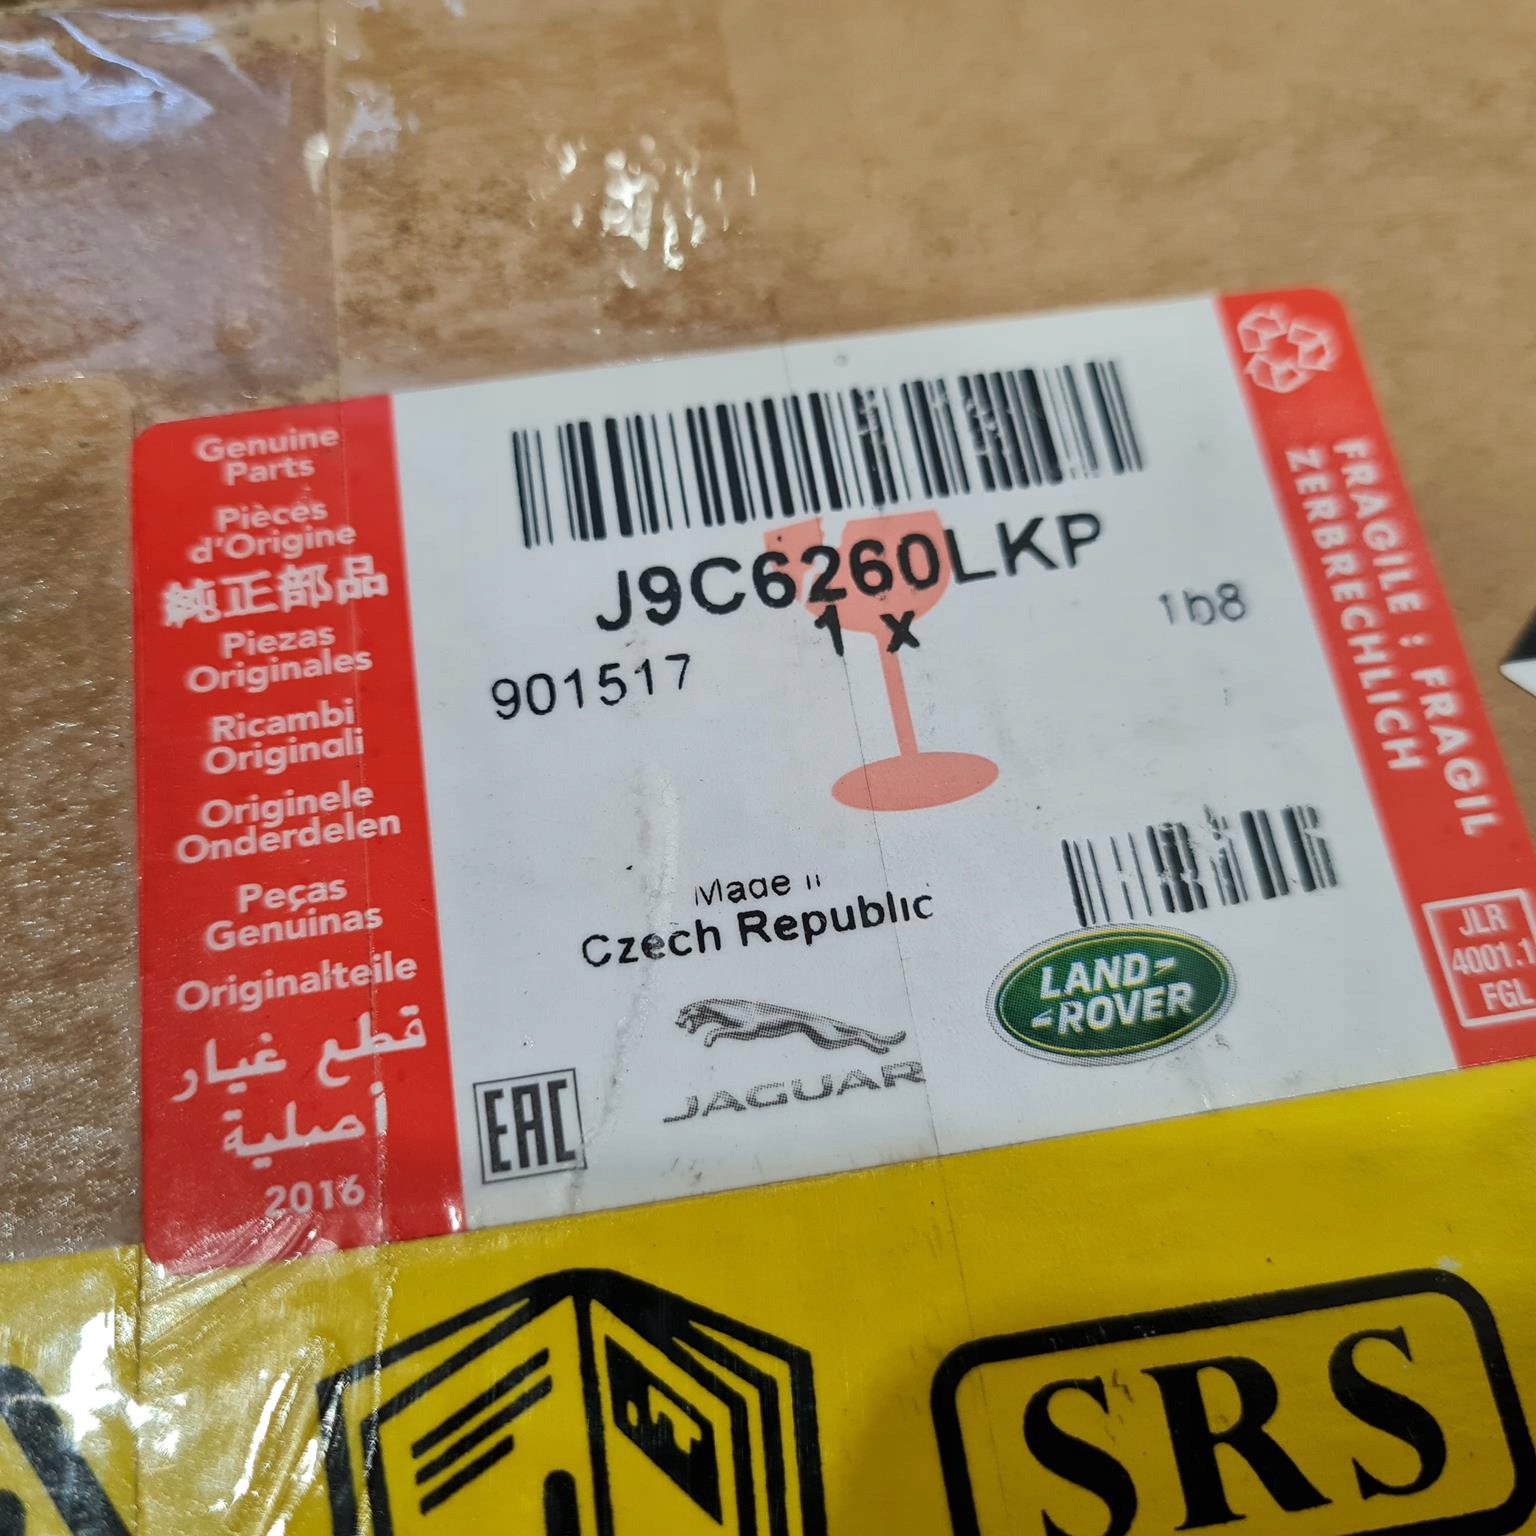 Genuine
Parts
Pièces
d'Origine
純正部品
Piezas
Originales
Ricambi
Originali
Originele
Onderdelen
Peças
Genuinas
Originalteile
قطع غيار
أصلية
2016
J9C6260LKP
1 x
1b8
901517
Made
Czech Republic
EAC
JAGUAR
LAND-
-ROVER
FRAGILE : FRAGIL
ZERBRECHLICH
JLR
4001.1
FGL
SRS